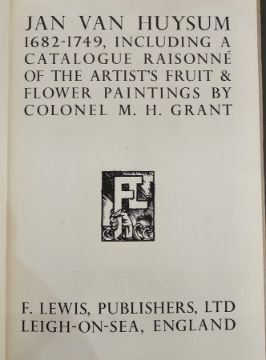 JAN VAN HUYSUM
1682-1749, INCLUDING A
CATALOGUE RAISONNÉ
OF THE ARTIST'S FRUIT &
FLOWER PAINTINGS BY
COLONEL M. H. GRANT
FL
F. LEWIS, PUBLISHERS, LTD
LEIGH-ON-SEA, ENGLAND